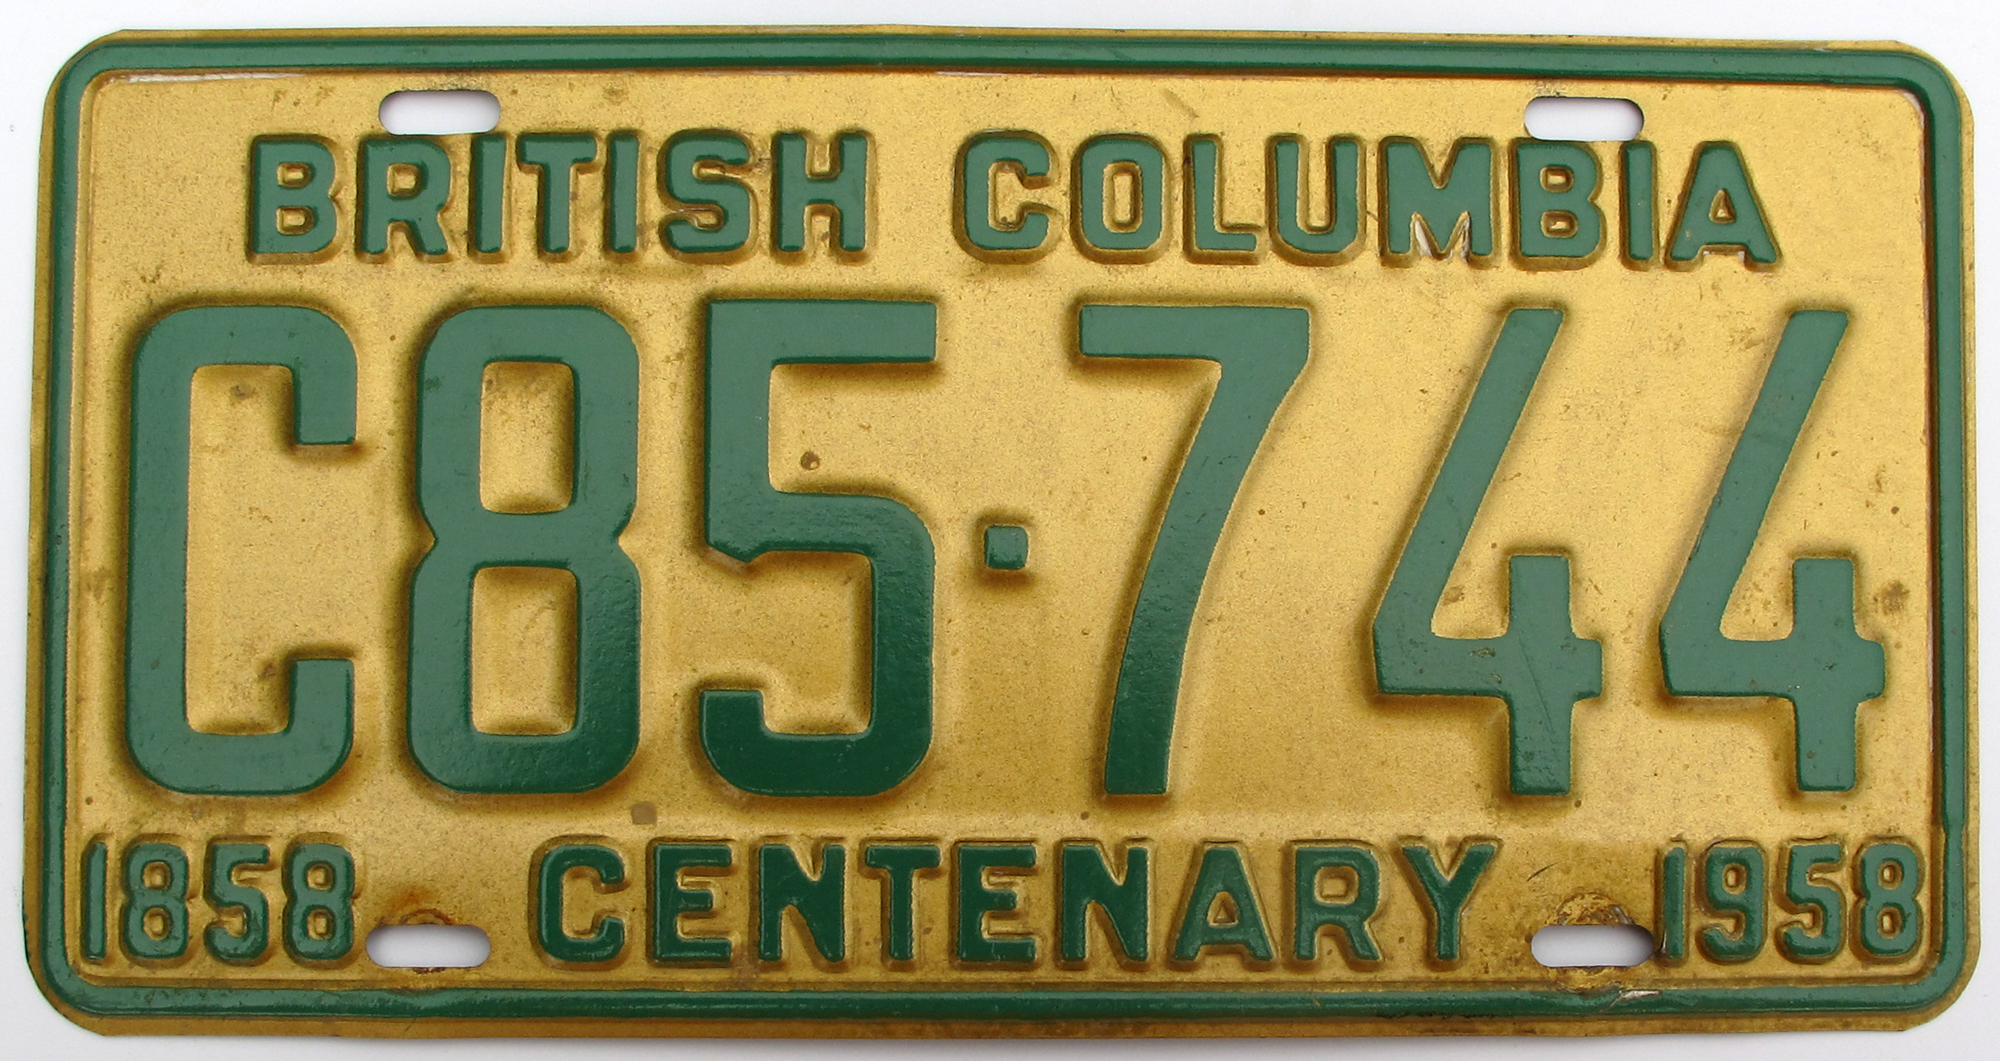 BRITISH COLUMBIA
C85·744
1858 CENTENARY 1958